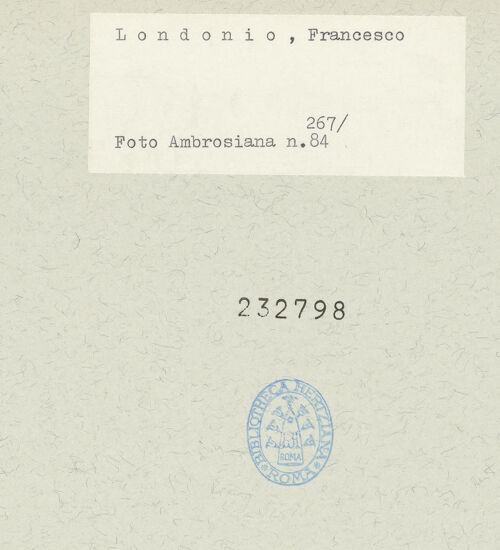 L o n d o n i o , Francesco
267/
Foto Ambrosiana n.84
232798
BIBLIOTHECA HERTZIANA
ROMA
ROMA